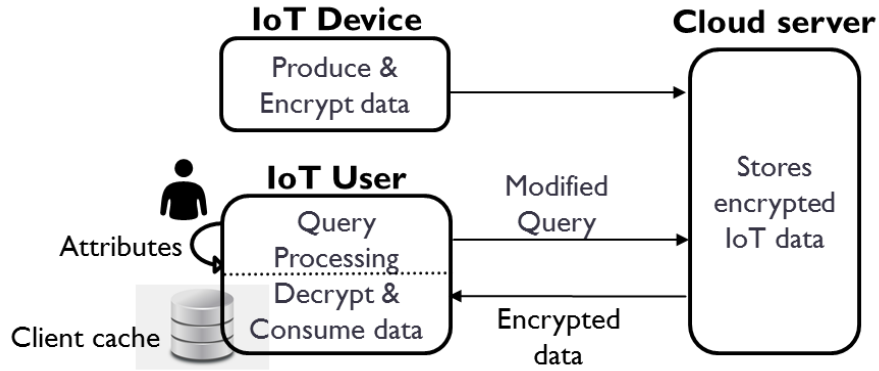 IoT Device
Cloud server
Produce &
Encrypt data
Stores
encrypted
IoT data
IoT User
Modified
Query
Query
Processing
Attributes
Decrypt &
Consume data
Client cache
Encrypted
data